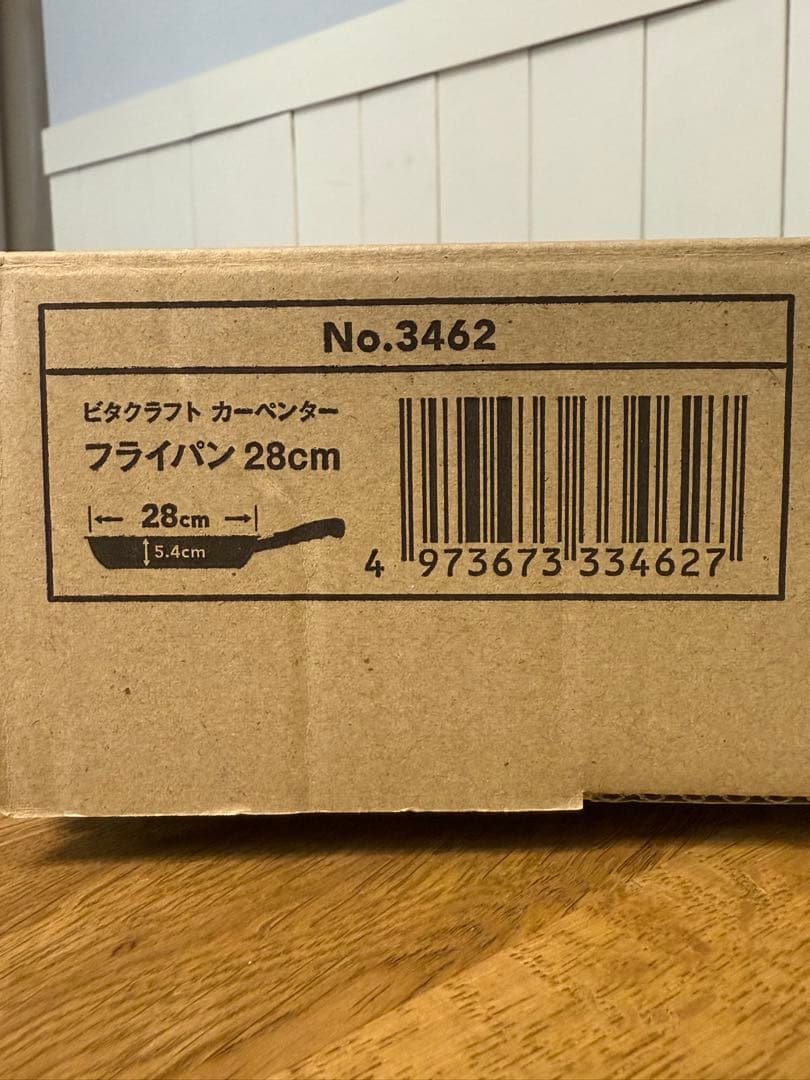 No.3462
ビタクラフト カーペンター
フライパン 28cm
28cm
5.4cm
4 973673 334627